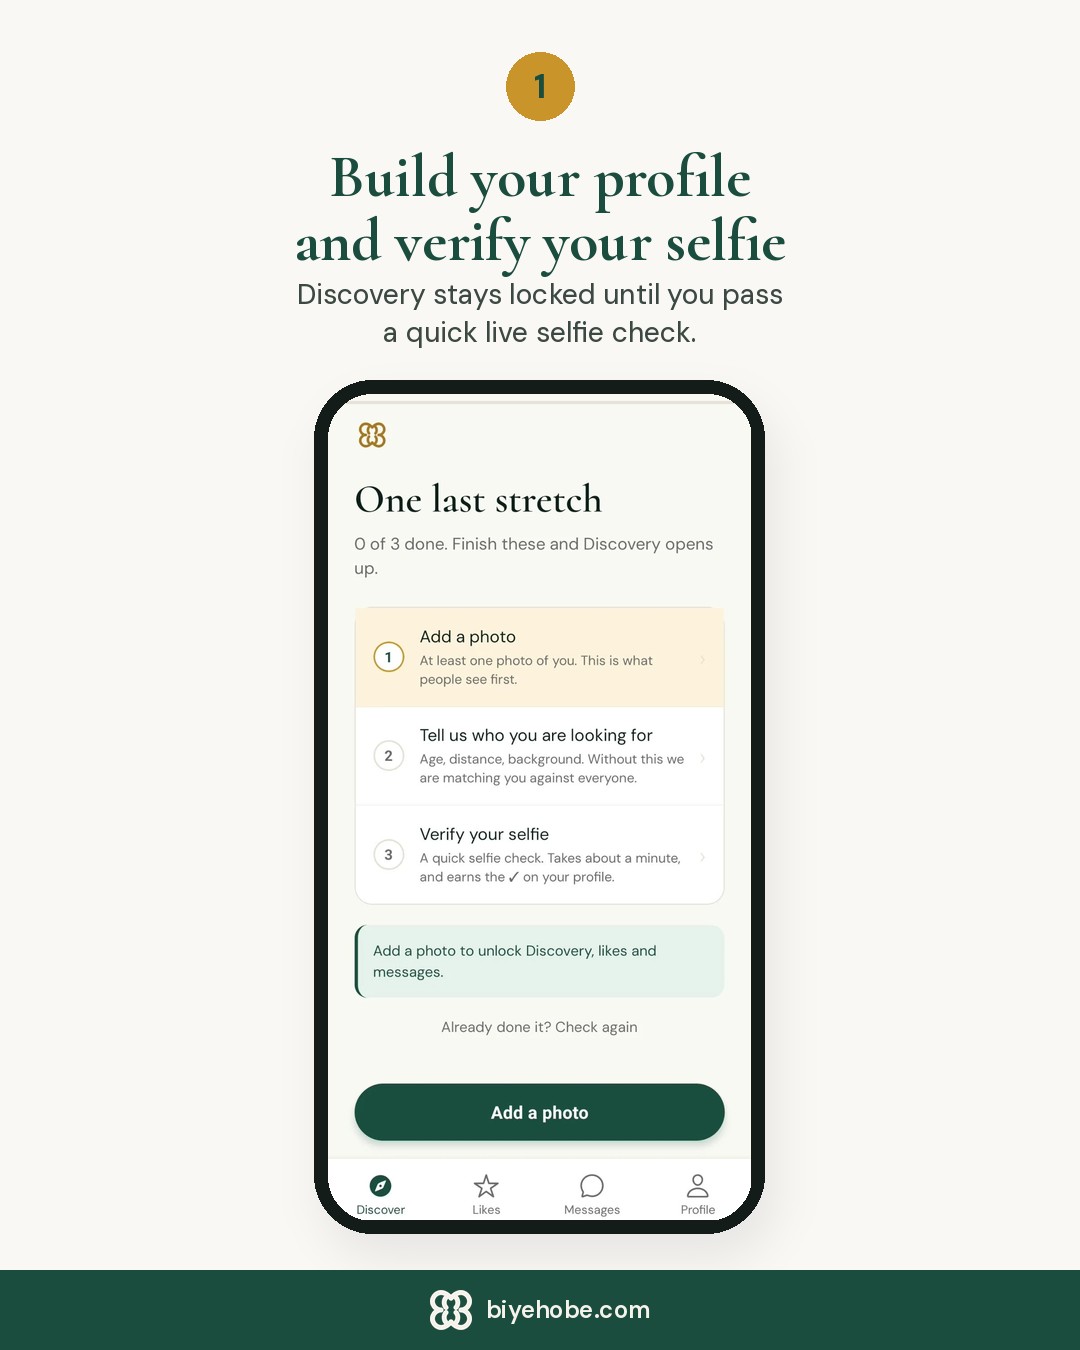 1
Build your profile
and verify your selfie
Discovery stays locked until you pass
a quick live selfie check.
One last stretch
0 of 3 done. Finish these and Discovery opens
up.
1
Add a photo
At least one photo of you. This is what
people see first.
2
Tell us who you are looking for
Age, distance, background. Without this we
are matching you against everyone.
3
Verify your selfie
A quick selfie check. Takes about a minute,
and earns the ✓ on your profile.
Add a photo to unlock Discovery, likes and
messages.
Already done it? Check again
Add a photo
Discover
Likes
Messages
Profile
biyehobe.com